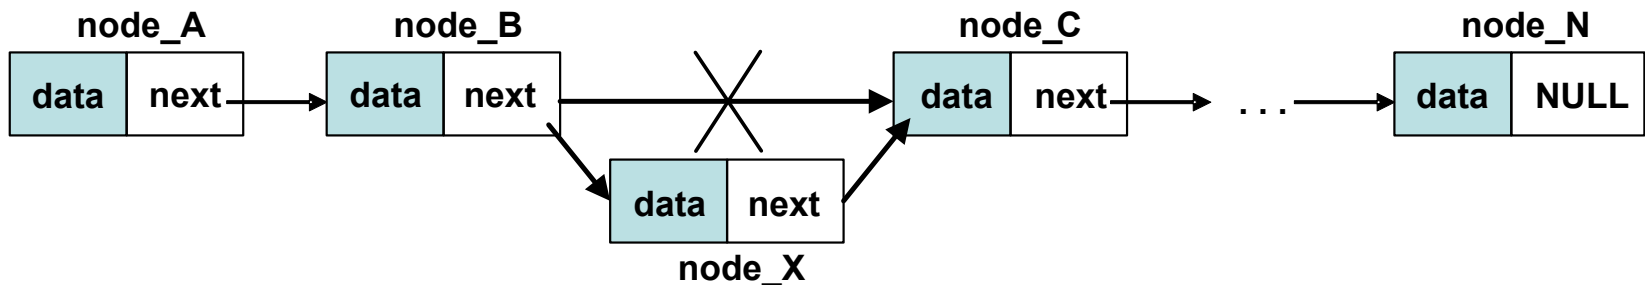 node_A node_B node_C node_N
data next data next data next . . . data NULL
data next
node_X